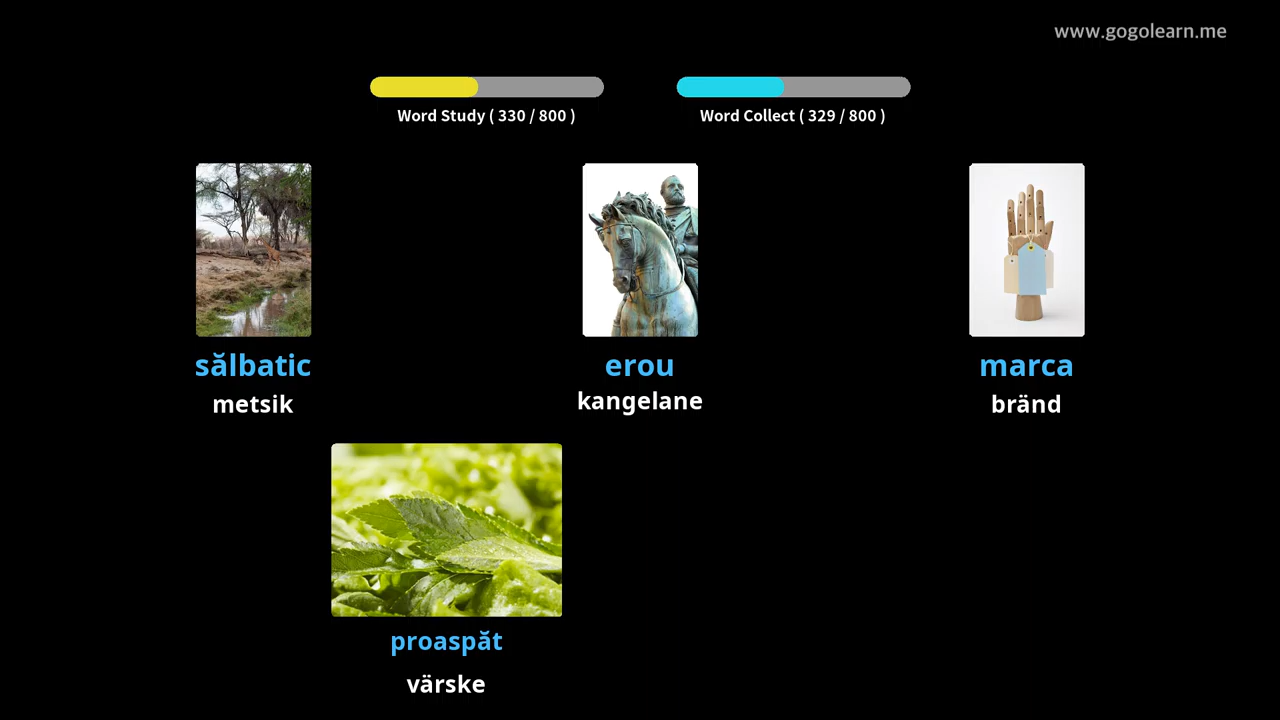 www.gogolearn.me
Word Study ( 330 / 800 )
Word Collect ( 329 / 800 )
sălbatic
metsik
erou
kangelane
marca
bränd
proaspăt
värske